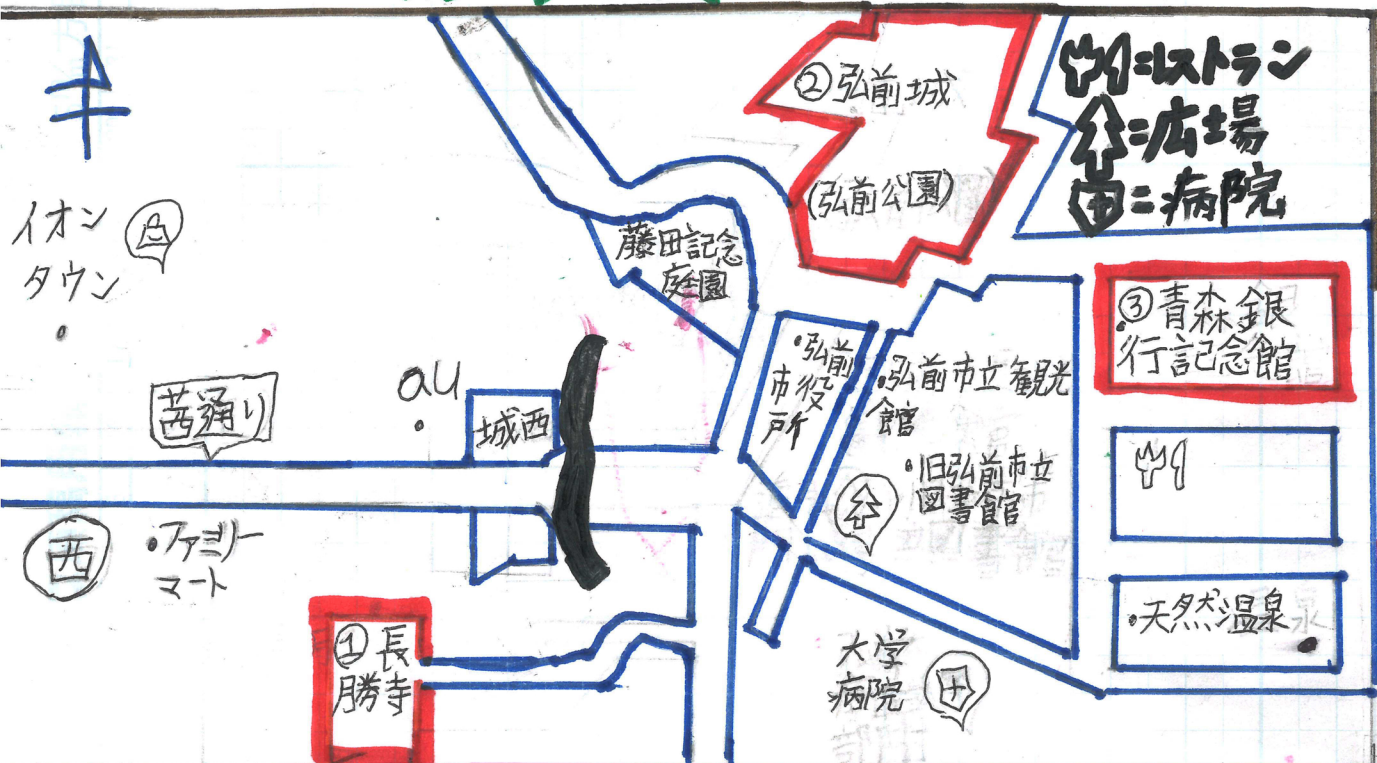 ②弘前城
(弘前公園)
=レストラン
=広場
=病院
イオン
タウン
藤田記念
庭園
③青森銀
行記念館
・弘前
市役
所
・弘前市立観光
館
・旧弘前市立
図書館
au
城西
茜通り
西
・ファミリー
マート
①長
勝寺
大学
病院
・天然温泉